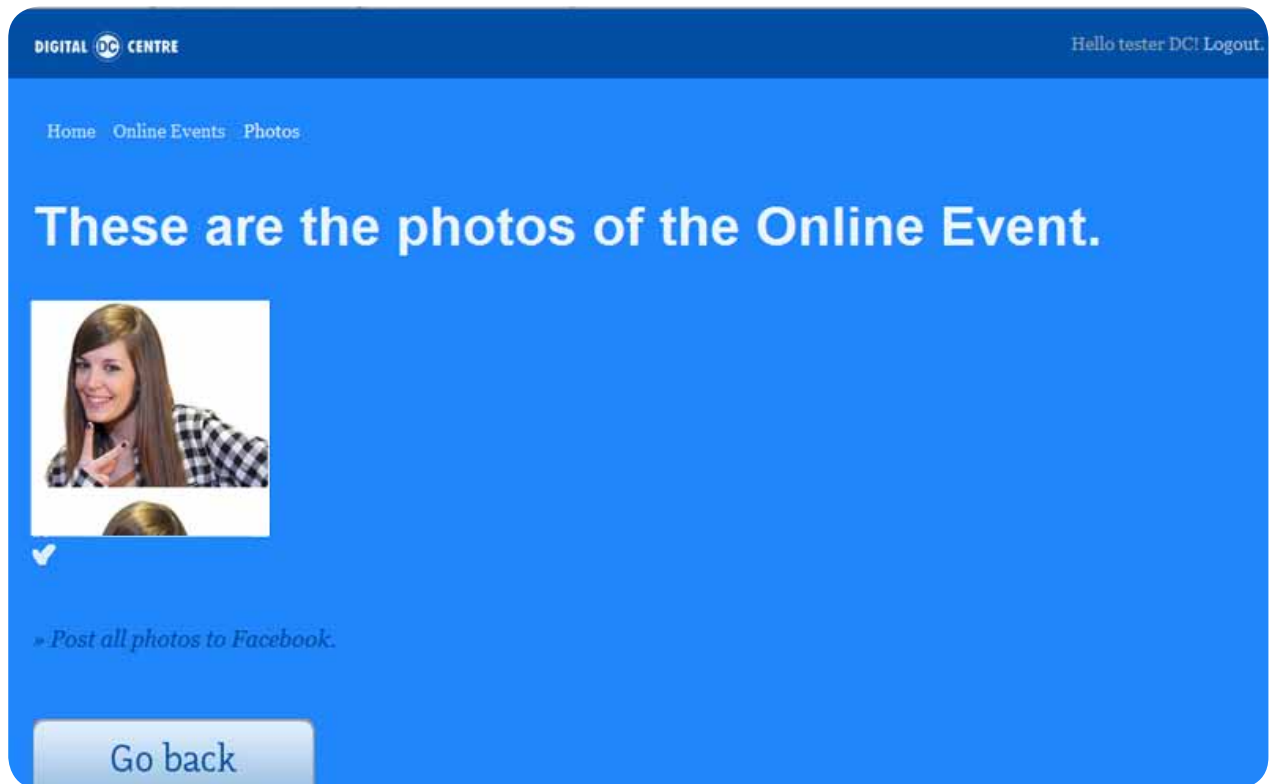 DIGITAL DC CENTRE
Hello tester DC! Logout.
Home Online Events Photos
These are the photos of the Online Event.
» Post all photos to Facebook.
Go back